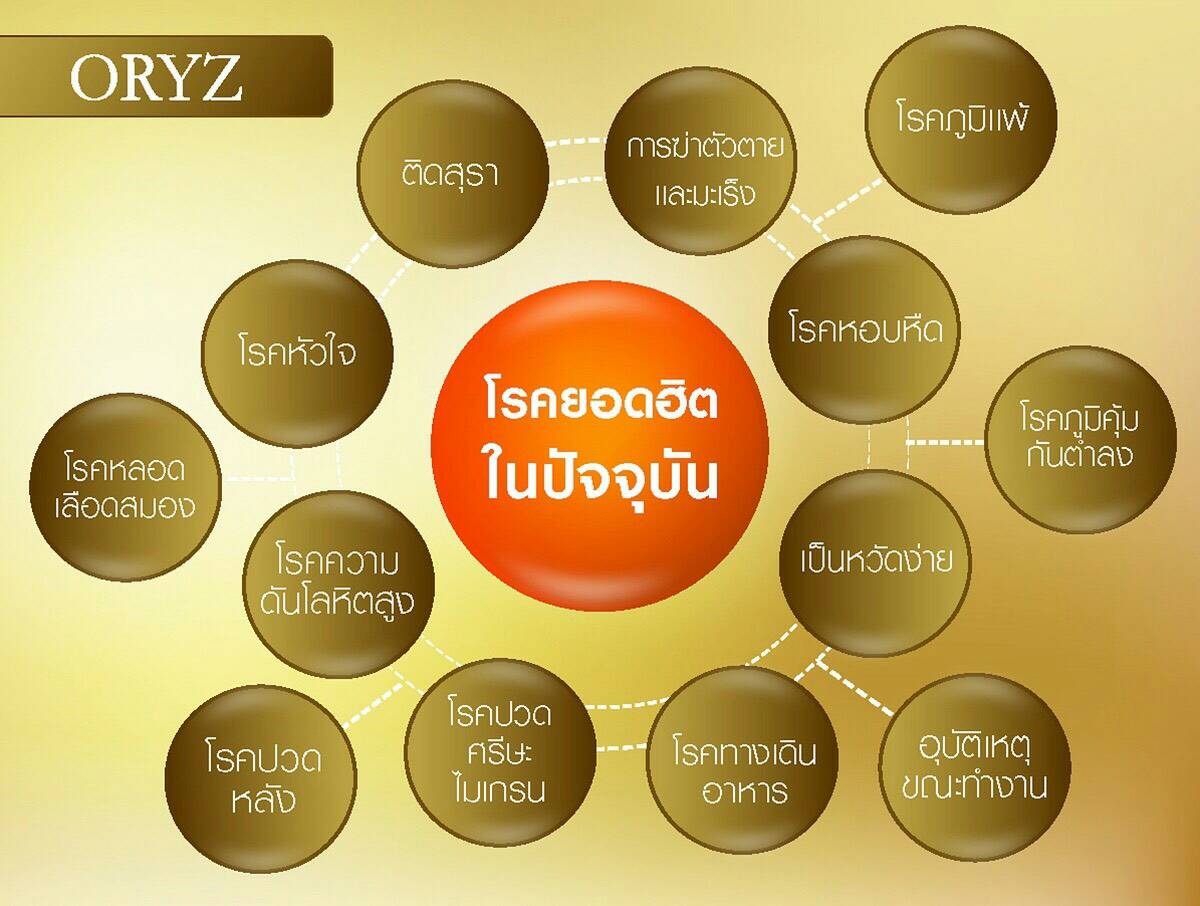 ORYZ
ติดสุรา
การฆ่าตัวตาย
และมะเร็ง
โรคภูมิแพ้
โรคหัวใจ
โรคหอบหืด
โรคยอดฮิต
ในปัจจุบัน
โรคหลอด
เลือดสมอง
โรคภูมิคุ้ม
กันต่ำลง
โรคความ
ดันโลหิตสูง
เป็นหวัดง่าย
โรคปวด
หลัง
โรคปวด
ศรีษะ
ไมเกรน
โรคทางเดิน
อาหาร
อุบัติเหตุ
ขณะทำงาน